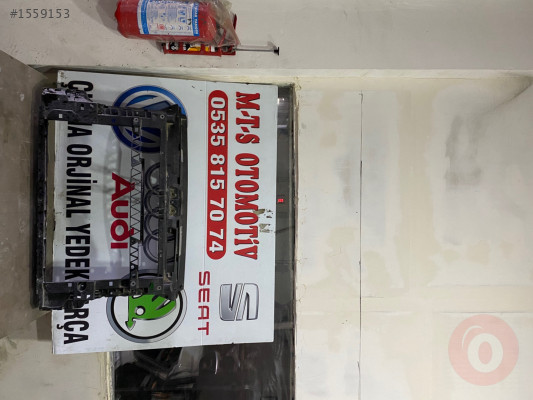 #1559153
M-T-S OTOMOTİV
0535 815 70 74
SEAT
Audi
ORJİNAL YEDEK PARÇA